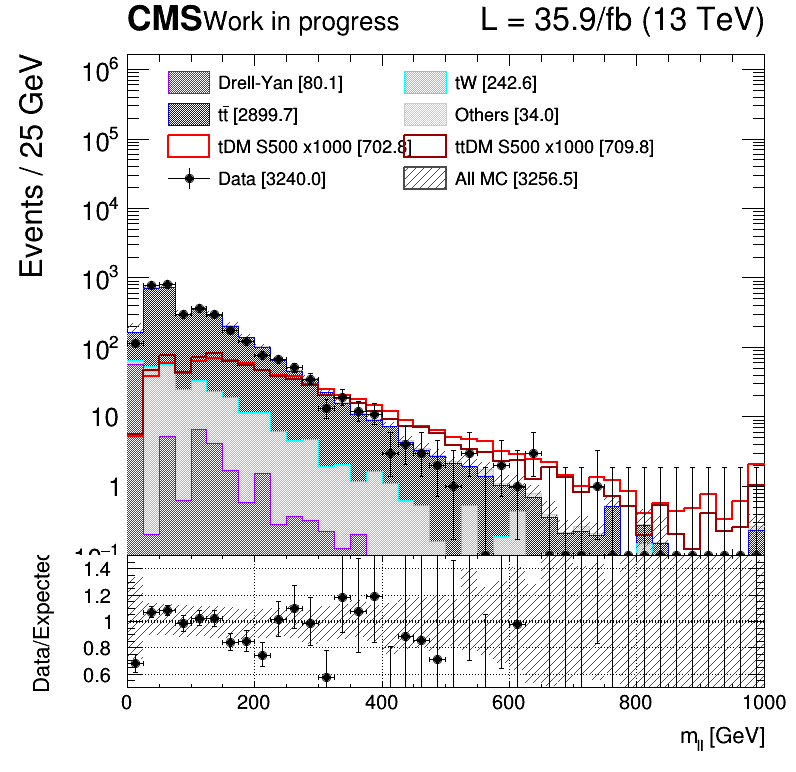 CMS Work in progress L = 35.9/fb (13 TeV)
Events / 25 GeV
Drell-Yan [80.1] tW [242.6]
tt̄ [2899.7] Others [34.0]
tDM S500 x1000 [702.8] ttDM S500 x1000 [709.8]
Data [3240.0] All MC [3256.5]
10⁶
10⁵
10⁴
10³
10²
10
1
10⁻¹
Data/Expected
1.4
1.2
1
0.8
0.6
0 200 400 600 800 1000
m_ll [GeV]